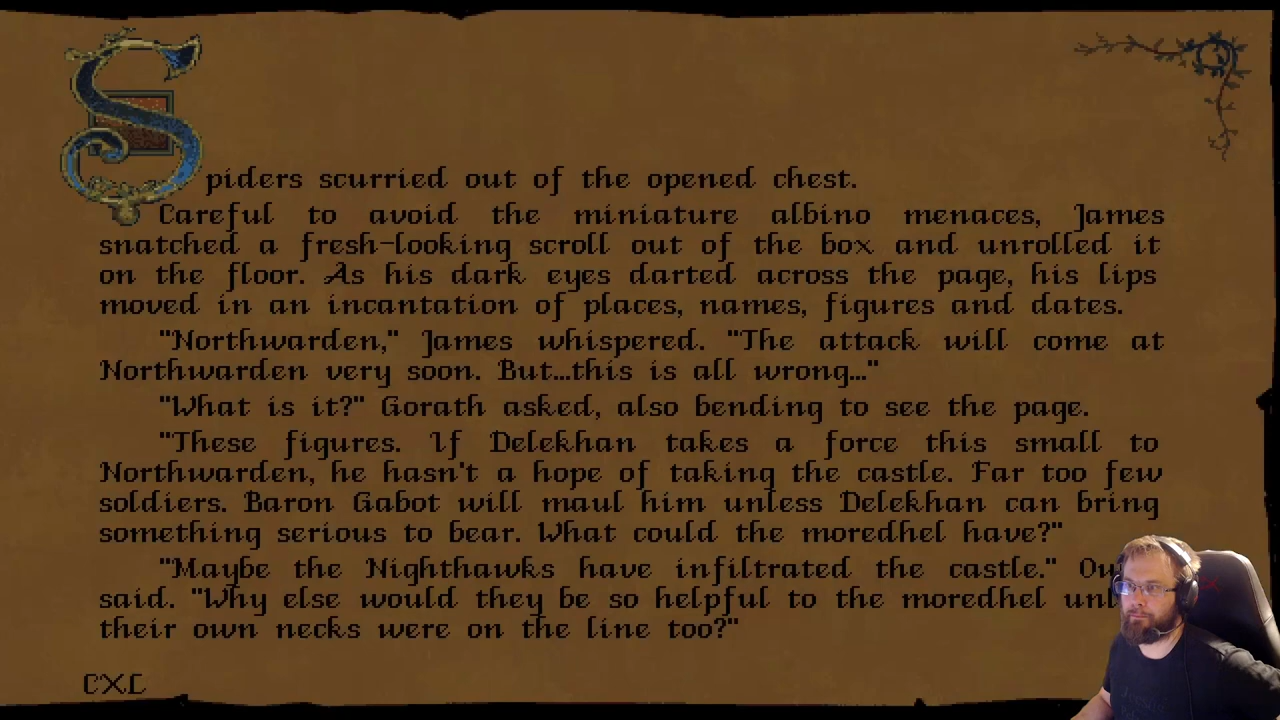 Spiders scurried out of the opened chest.
Careful to avoid the miniature albino menaces, James
snatched a fresh-looking scroll out of the box and unrolled it
on the floor. As his dark eyes darted across the page, his lips
moved in an incantation of places, names, figures and dates.
"Northwarden," James whispered. "The attack will come at
Northwarden very soon. But...this is all wrong..."
"What is it?" Gorath asked, also bending to see the page.
"These figures. If Delekhan takes a force this small to
Northwarden, he hasn't a hope of taking the castle. Far too few
soldiers. Baron Gabot will maul him unless Delekhan can bring
something serious to bear. What could the moredhel have?"
"Maybe the Nighthawks have infiltrated the castle."
said. "Why else would they be so helpful to the moredhel
their own necks were on the line too?"
CXL